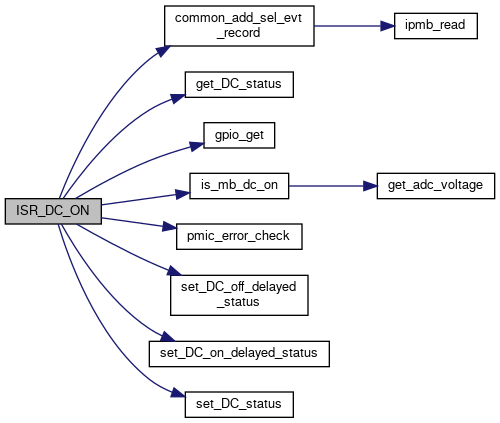 common_add_sel_evt
_record
ipmb_read
get_DC_status
gpio_get
is_mb_dc_on
get_adc_voltage
ISR_DC_ON
pmic_error_check
set_DC_off_delayed
_status
set_DC_on_delayed_status
set_DC_status